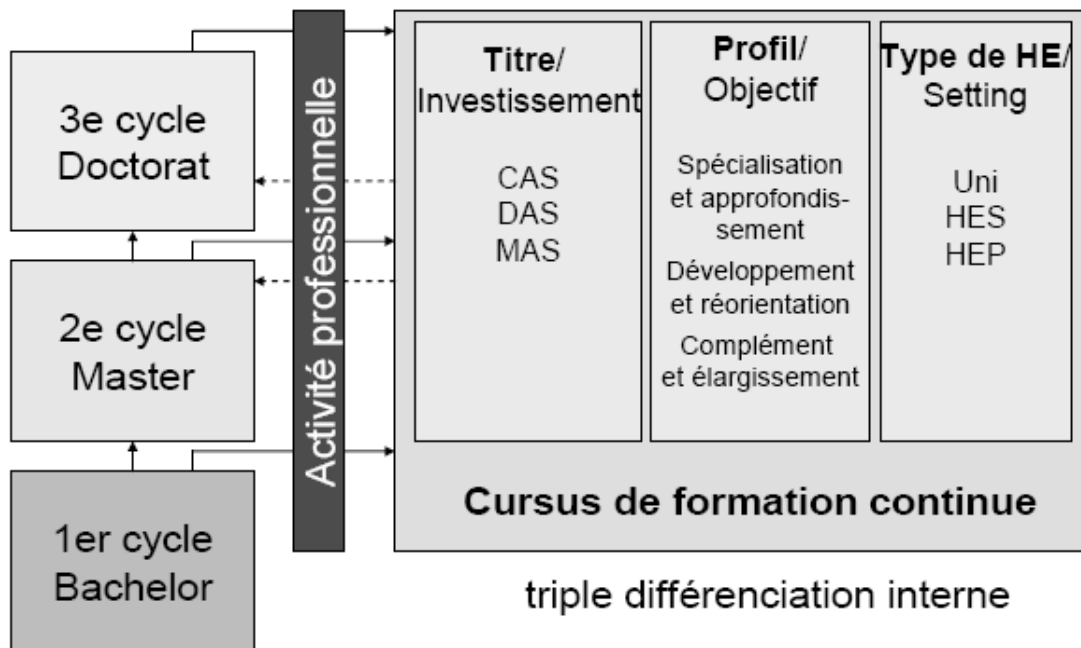 3e cycle
Doctorat
2e cycle
Master
1er cycle
Bachelor
Activité professionnelle
Titre/
Investissement
CAS
DAS
MAS
Profil/
Objectif
Spécialisation
et approfondis-
sement
Développement
et réorientation
Complément
et élargissement
Type de HE/
Setting
Uni
HES
HEP
Cursus de formation continue
triple différenciation interne